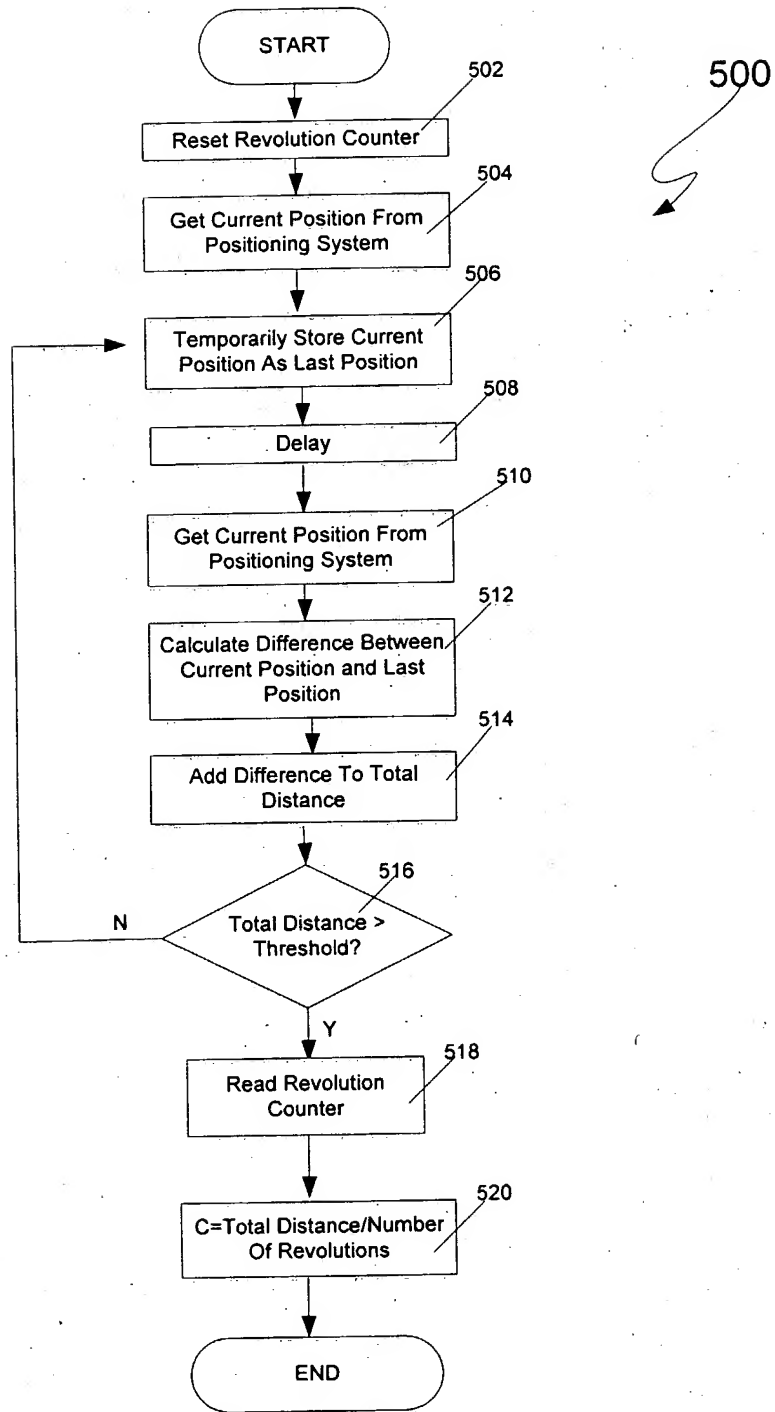 START
500
502
Reset Revolution Counter
504
Get Current Position From
Positioning System
506
Temporarily Store Current
Position As Last Position
508
Delay
510
Get Current Position From
Positioning System
512
Calculate Difference Between
Current Position and Last
Position
514
Add Difference To Total
Distance
516
N
Total Distance >
Threshold?
Y
518
Read Revolution
Counter
520
C=Total Distance/Number
Of Revolutions
END